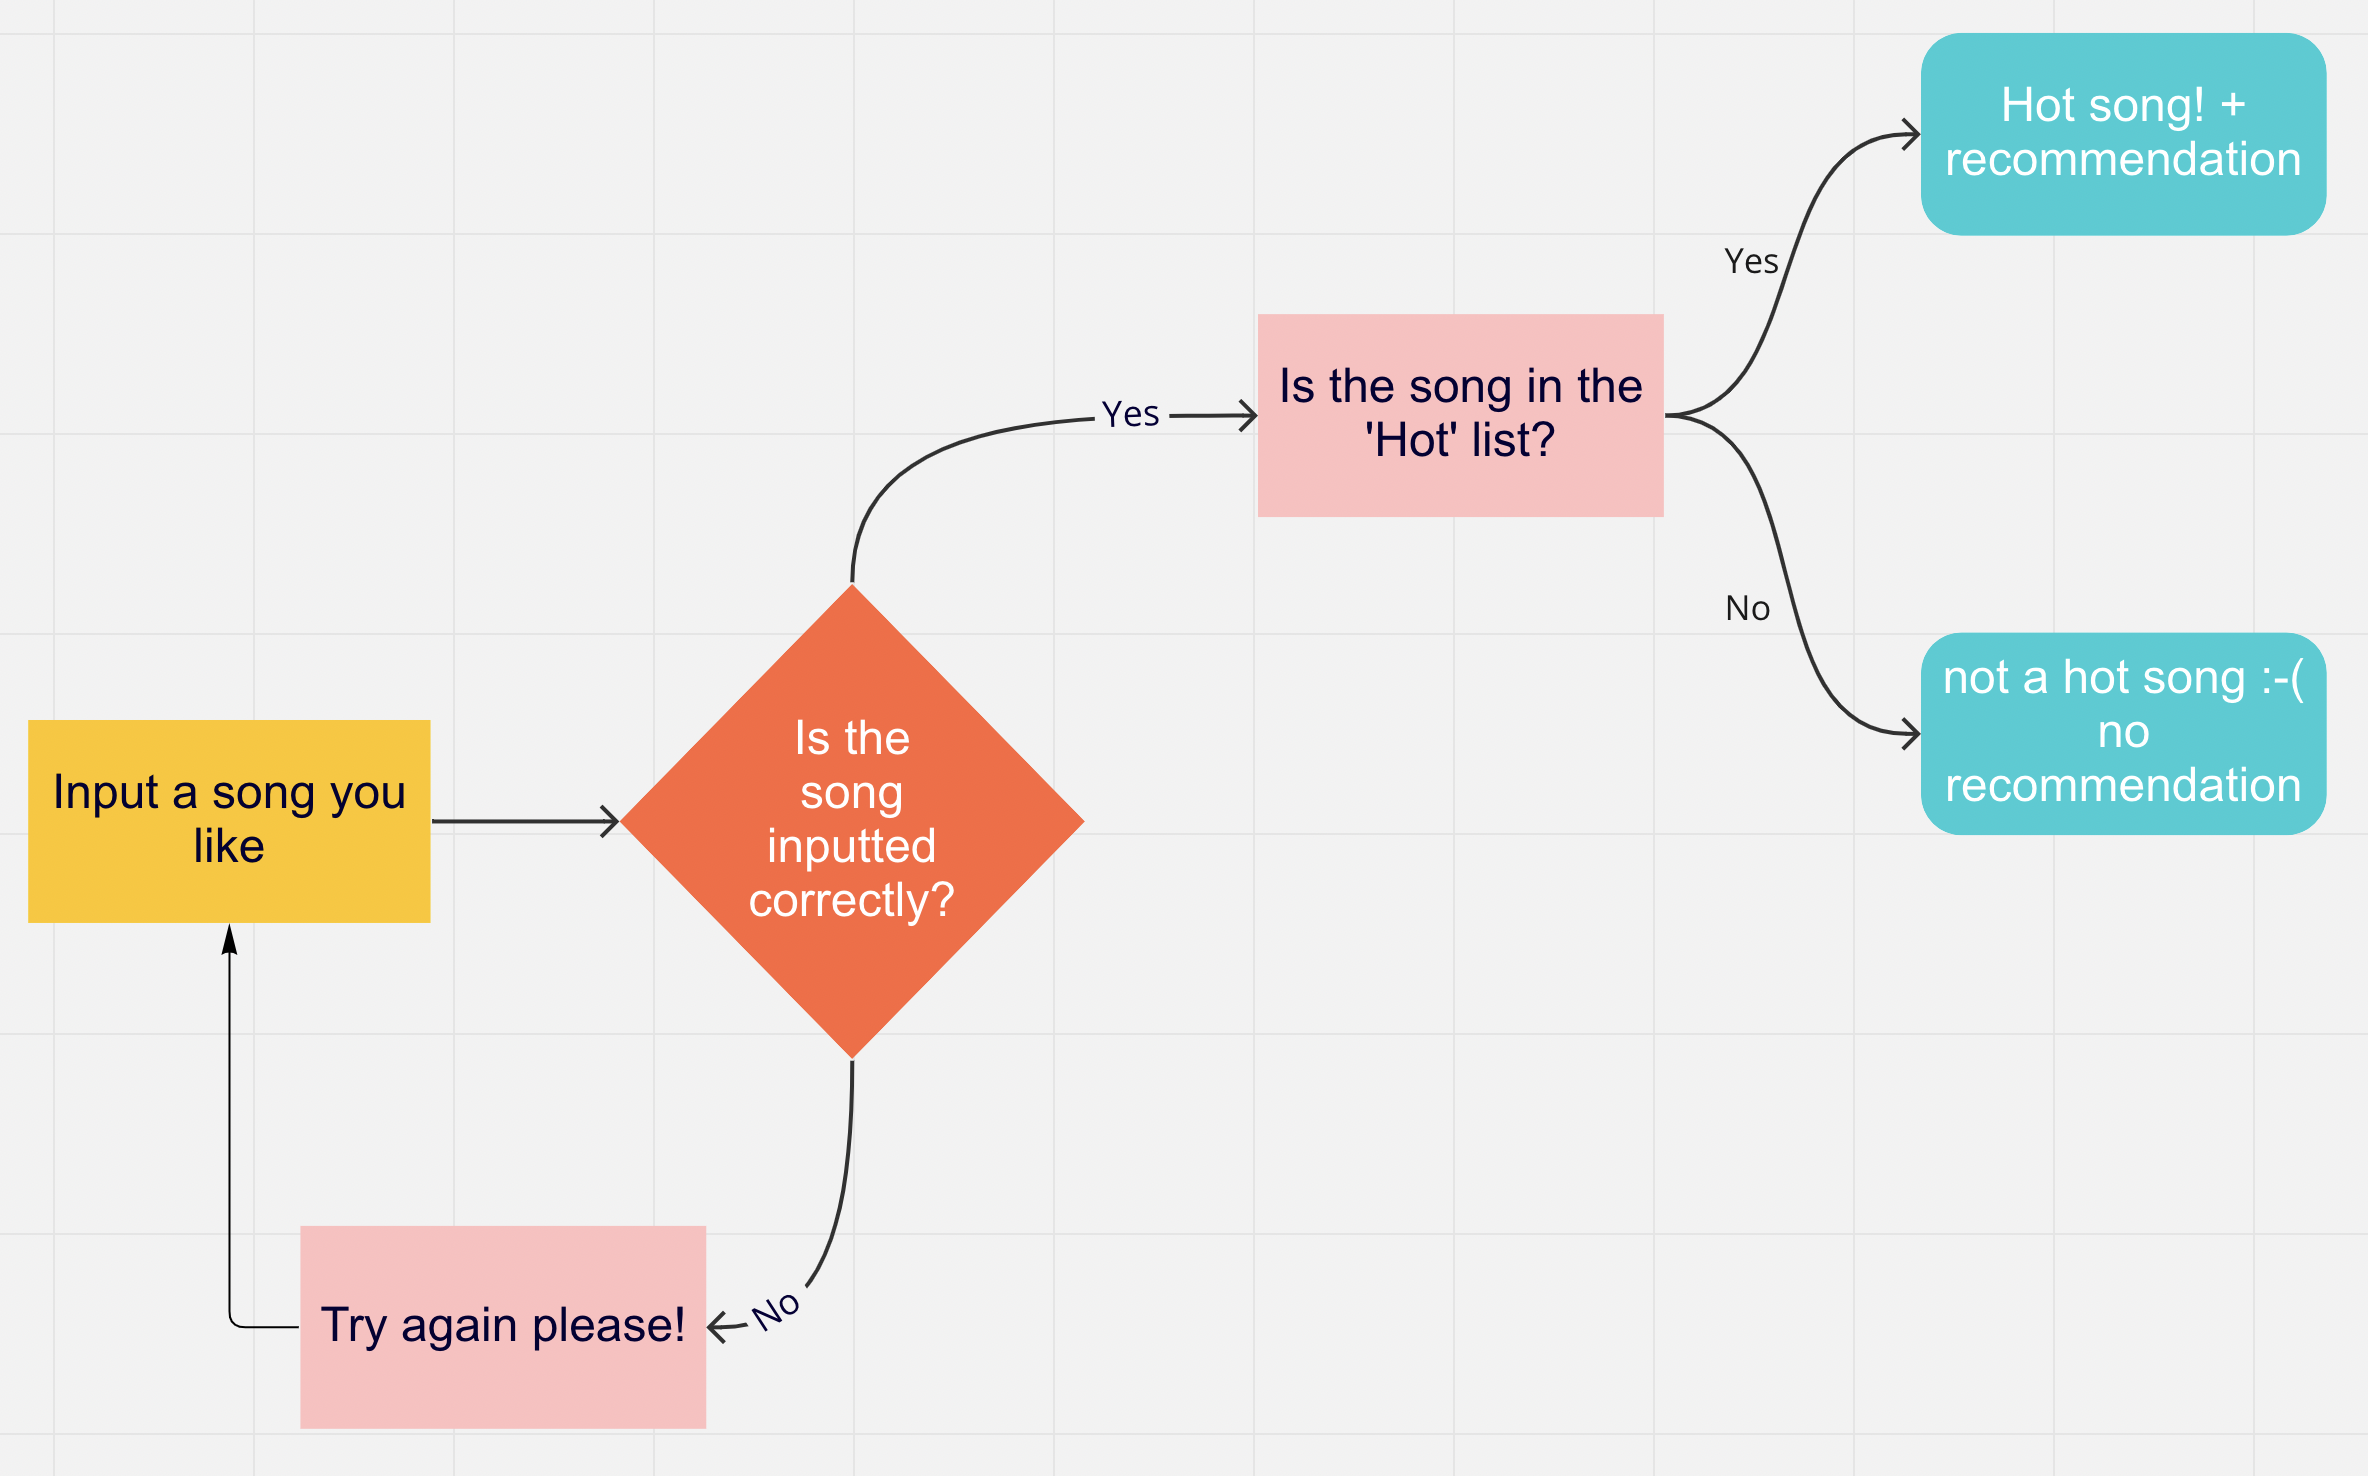 Input a song you
like
Is the
song
inputted
correctly?
Yes
Is the song in the
'Hot' list?
Yes
Hot song! +
recommendation
No
not a hot song :-(
no
recommendation
No
Try again please!